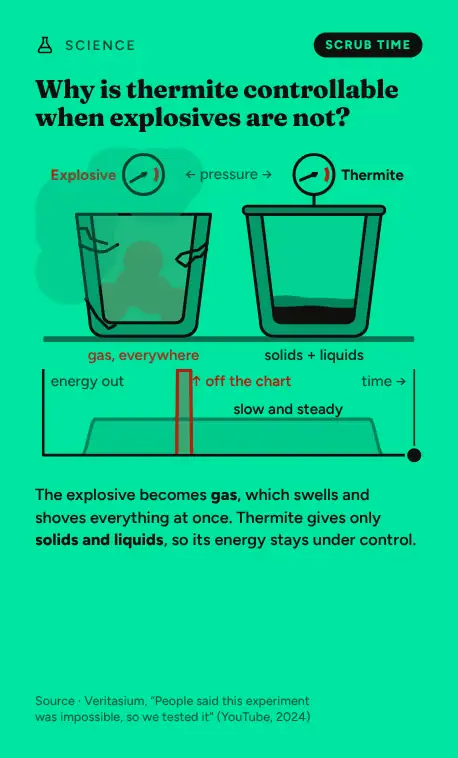 SCIENCE
SCRUB TIME
Why is thermite controllable
when explosives are not?
Explosive
← pressure →
Thermite
gas, everywhere
solids + liquids
energy out
↑ off the chart
time →
slow and steady
The explosive becomes gas, which swells and
shoves everything at once. Thermite gives only
solids and liquids, so its energy stays under control.
Source · Veritasium, “People said this experiment
was impossible, so we tested it” (YouTube, 2024)